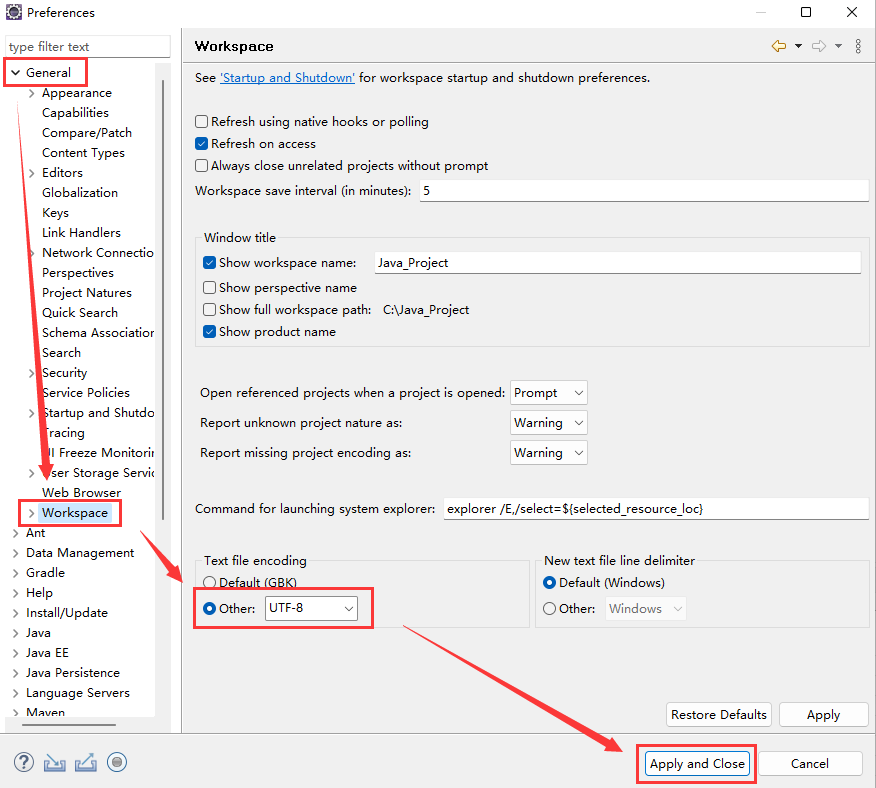 Preferences
type filter text
General
Appearance
Capabilities
Compare/Patch
Content Types
Editors
Globalization
Keys
Link Handlers
Network Connectio
Perspectives
Project Natures
Quick Search
Schema Association
Search
Security
Service Policies
Startup and Shutdo
Tracing
UI Freeze Monitorin
User Storage Servic
Web Browser
Workspace
Ant
Data Management
Gradle
Help
Install/Update
Java
Java EE
Java Persistence
Language Servers
Maven
Workspace
See 'Startup and Shutdown' for workspace startup and shutdown preferences.
Refresh using native hooks or polling
Refresh on access
Always close unrelated projects without prompt
Workspace save interval (in minutes): 5
Window title
Show workspace name: Java_Project
Show perspective name
Show full workspace path: C:\Java_Project
Show product name
Open referenced projects when a project is opened: Prompt
Report unknown project nature as: Warning
Report missing project encoding as: Warning
Command for launching system explorer: explorer /E,/select=${selected_resource_loc}
Text file encoding
Default (GBK)
Other: UTF-8
New text file line delimiter
Default (Windows)
Other: Windows
Restore Defaults
Apply
Apply and Close
Cancel